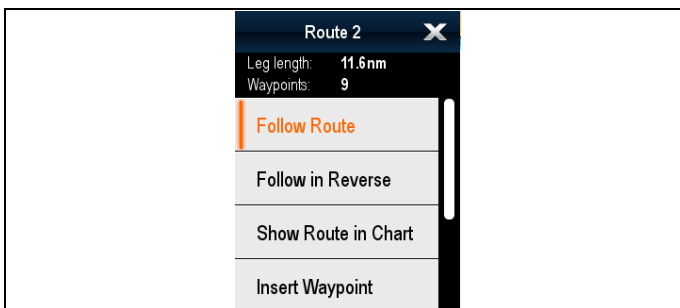 Route 2
Leg length: 11.6nm
Waypoints: 9
Follow Route
Follow in Reverse
Show Route in Chart
Insert Waypoint